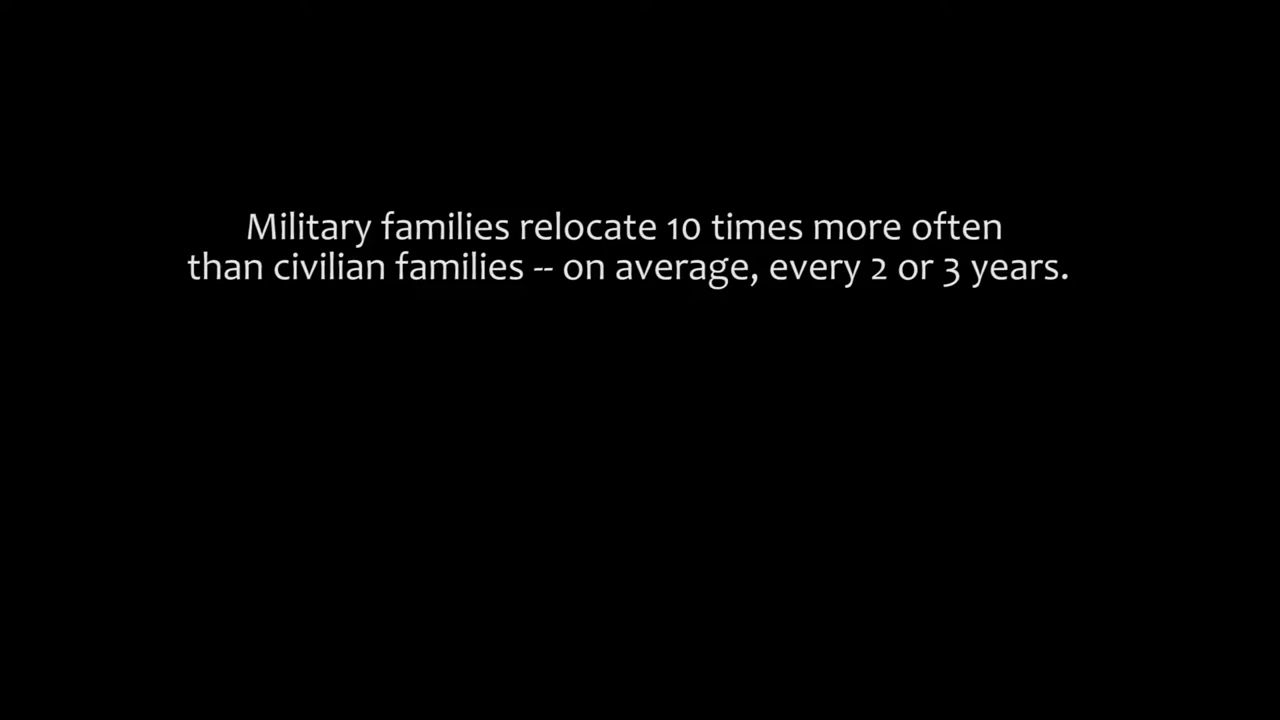 Military families relocate 10 times more often
than civilian families -- on average, every 2 or 3 years.